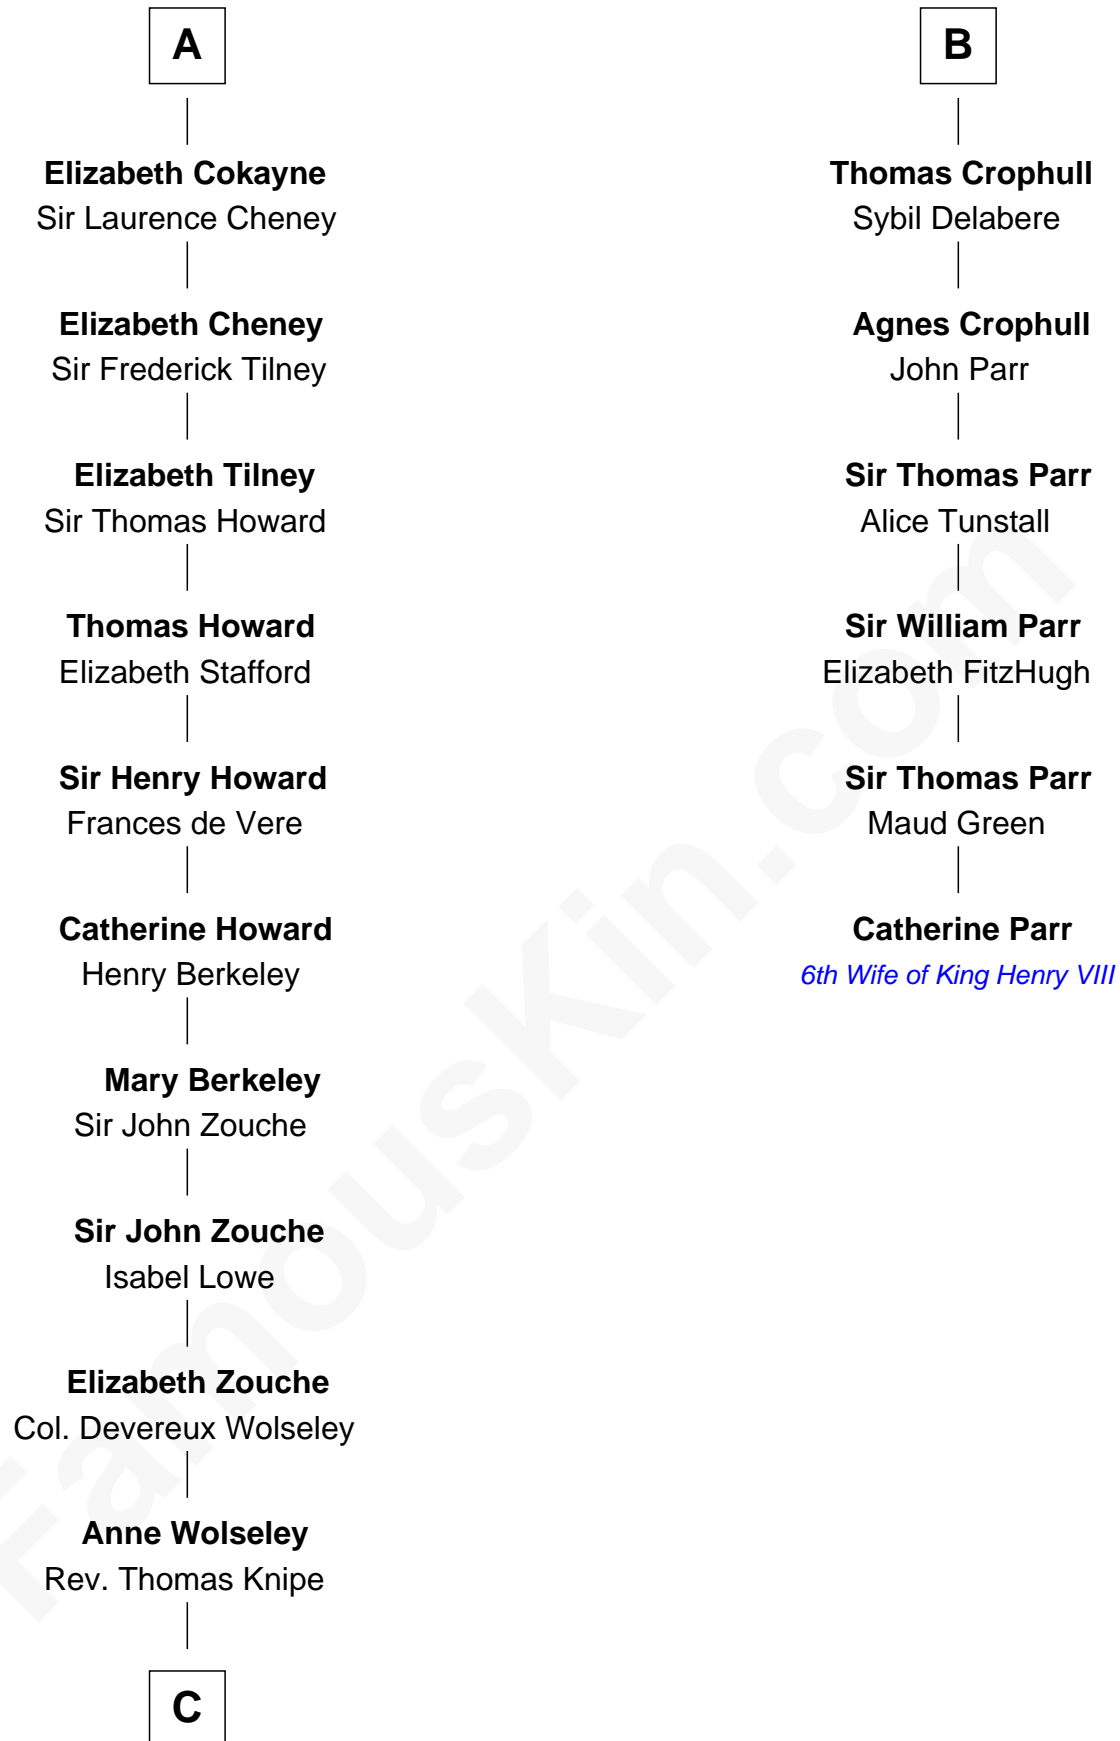 A
Elizabeth Cokayne
Sir Laurence Cheney
Elizabeth Cheney
Sir Frederick Tilney
Elizabeth Tilney
Sir Thomas Howard
Thomas Howard
Elizabeth Stafford
Sir Henry Howard
Frances de Vere
Catherine Howard
Henry Berkeley
Mary Berkeley
Sir John Zouche
Sir John Zouche
Isabel Lowe
Elizabeth Zouche
Col. Devereux Wolseley
Anne Wolseley
Rev. Thomas Knipe
C
B
Thomas Crophull
Sybil Delabere
Agnes Crophull
John Parr
Sir Thomas Parr
Alice Tunstall
Sir William Parr
Elizabeth FitzHugh
Sir Thomas Parr
Maud Green
Catherine Parr
6th Wife of King Henry VIII
FamousKin.com